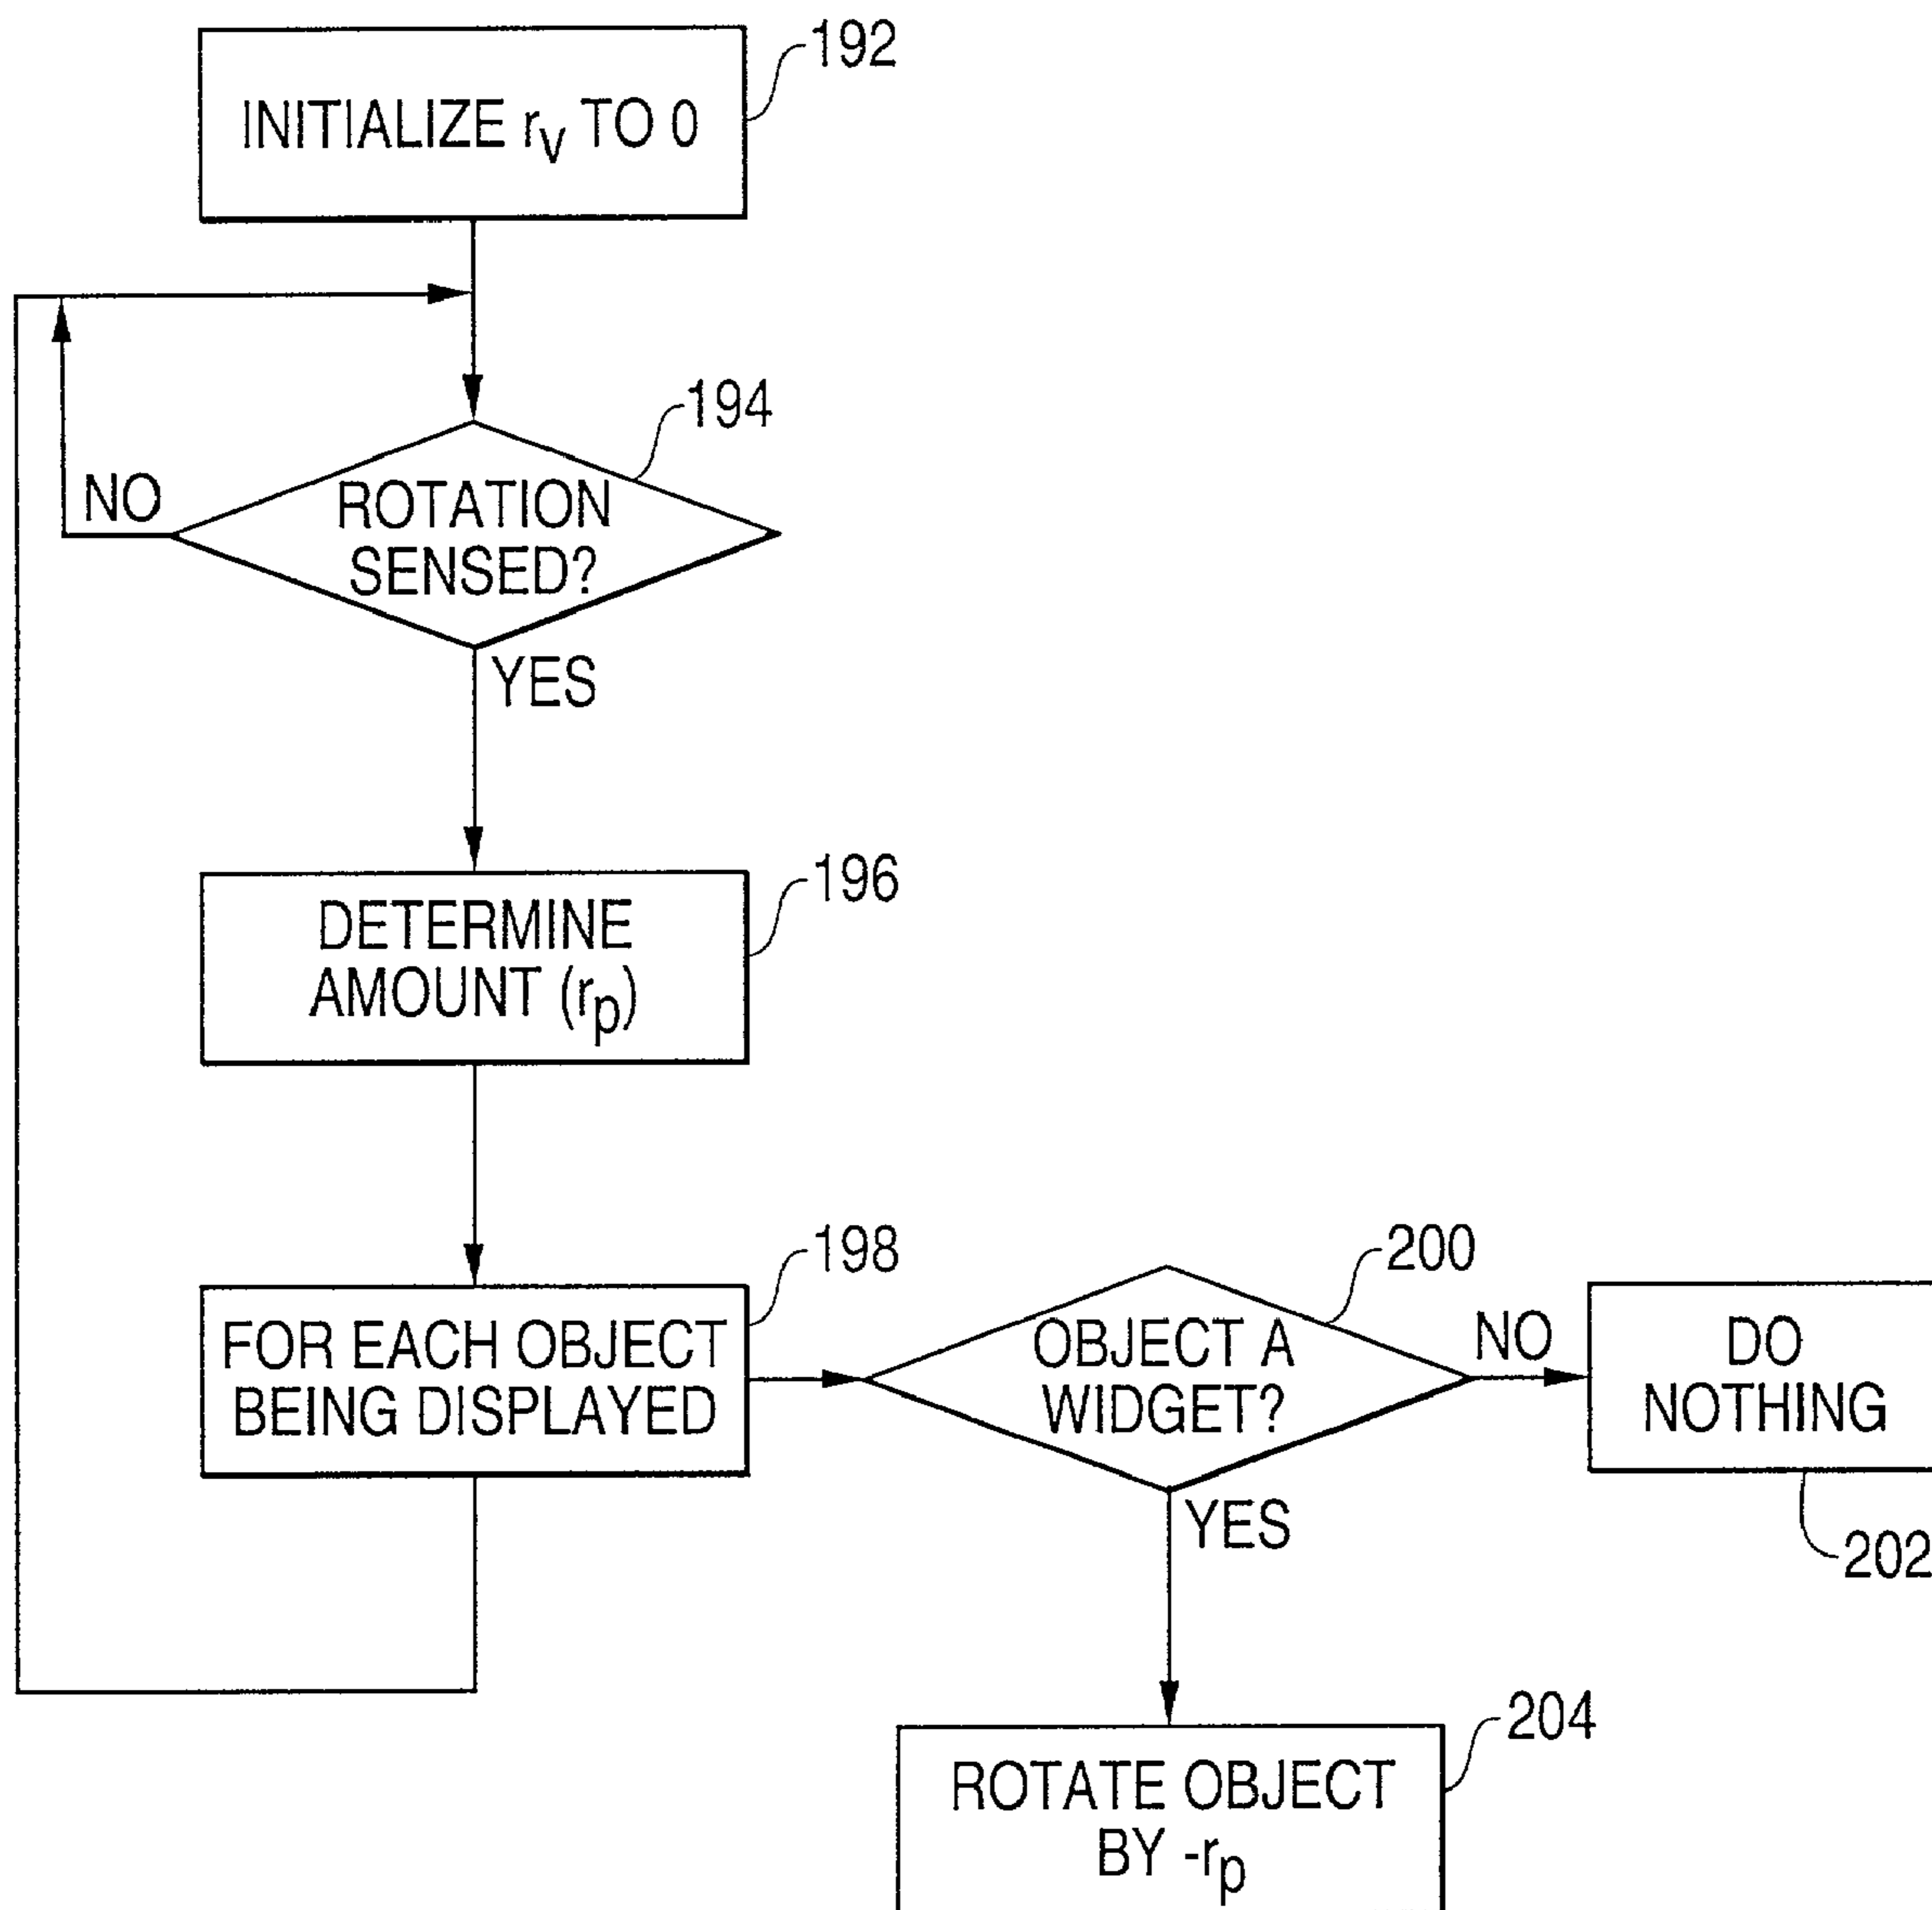 192
INITIALIZE rᵥ TO 0
194
NO
ROTATION
SENSED?
YES
196
DETERMINE
AMOUNT (rₚ)
198
FOR EACH OBJECT
BEING DISPLAYED
200
OBJECT A
WIDGET?
NO
DO
NOTHING
202
YES
204
ROTATE OBJECT
BY -rₚ